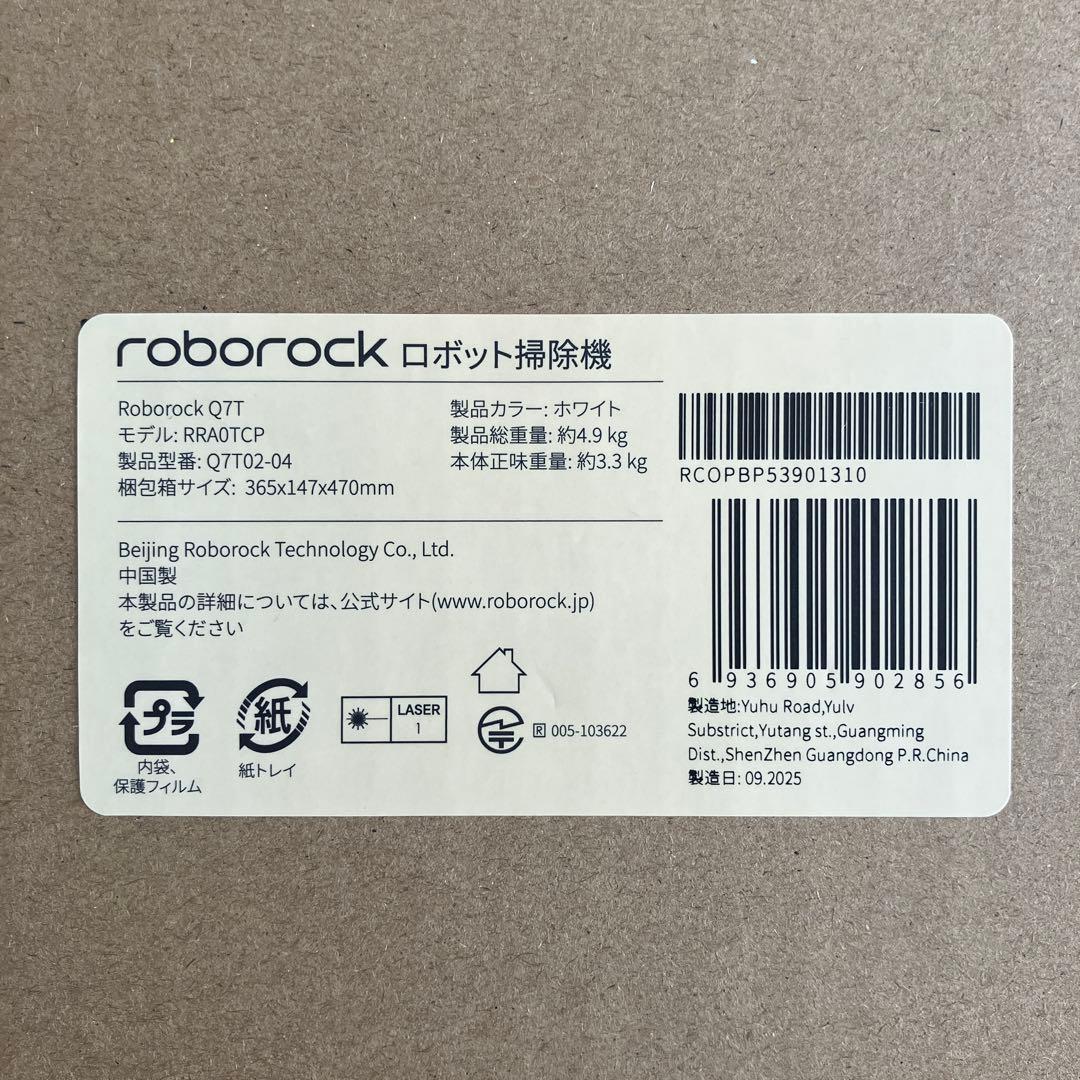 roborock ロボット掃除機
Roborock Q7T
モデル: RRA0TCP
製品型番: Q7T02-04
梱包箱サイズ: 365x147x470mm
製品カラー: ホワイト
製品総重量: 約4.9 kg
本体正味重量: 約3.3 kg
RCOPBP53901310
Beijing Roborock Technology Co., Ltd.
中国製
本製品の詳細については、公式サイト(www.roborock.jp)
をご覧ください
6 936905 902856
製造地:Yuhu Road,Yulv
Substrict,Yutang st.,Guangming
Dist.,ShenZhen Guangdong P.R.China
製造日: 09.2025
プラ
内袋、
保護フィルム
紙
紙トレイ
LASER
1
R 005-103622